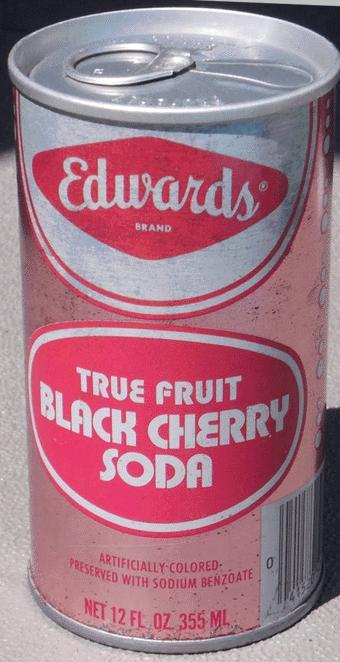 Edwards®
BRAND
TRUE FRUIT
BLACK CHERRY
SODA
ARTIFICIALLY-COLORED-
PRESERVED WITH SODIUM BENZOATE
NET 12 FL OZ 355 ML
0